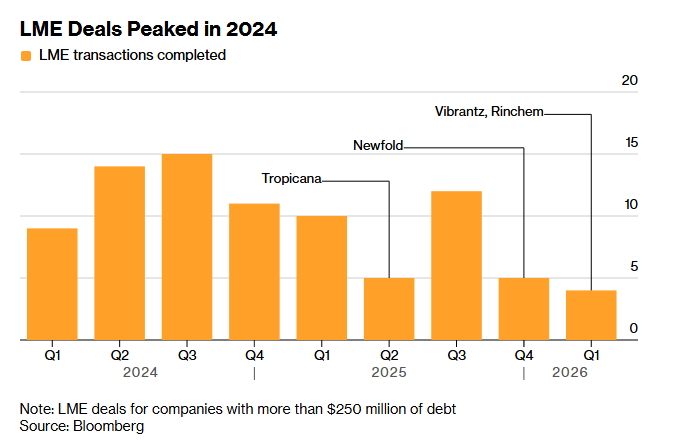 LME Deals Peaked in 2024
LME transactions completed
20
Vibrantz, Rinchem
15
Newfold
Tropicana
10
5
0
Q1 Q2 Q3 Q4 Q1 Q2 Q3 Q4 Q1
2024 | 2025 | 2026
Note: LME deals for companies with more than $250 million of debt
Source: Bloomberg